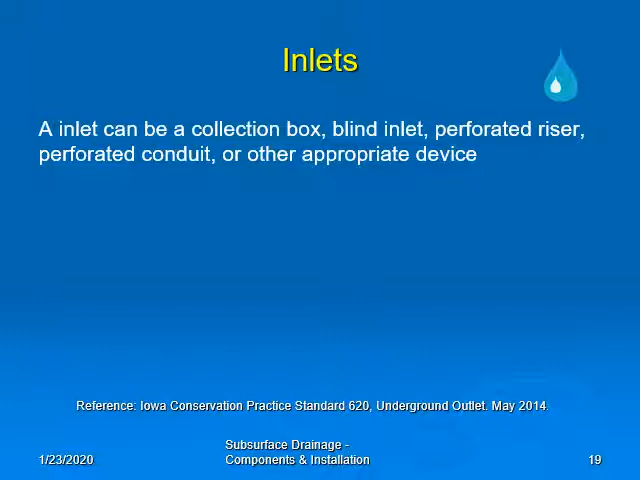 Inlets
A inlet can be a collection box, blind inlet, perforated riser,
perforated conduit, or other appropriate device
Reference: Iowa Conservation Practice Standard 620, Underground Outlet. May 2014.
1/23/2020
Subsurface Drainage -
Components & Installation
19